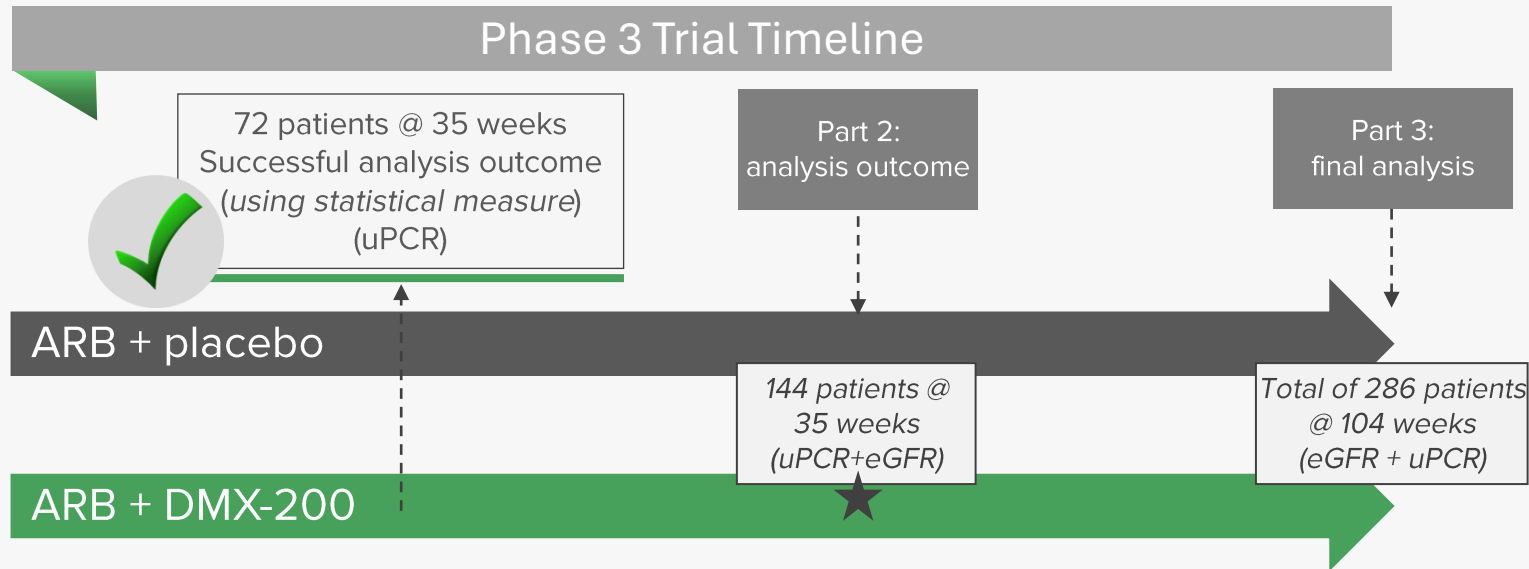 Phase 3 Trial Timeline
72 patients @ 35 weeks
Successful analysis outcome
(using statistical measure)
(uPCR)
Part 2:
analysis outcome
Part 3:
final analysis
ARB + placebo
144 patients @
35 weeks
(uPCR+eGFR)
Total of 286 patients
@ 104 weeks
(eGFR + uPCR)
ARB + DMX-200